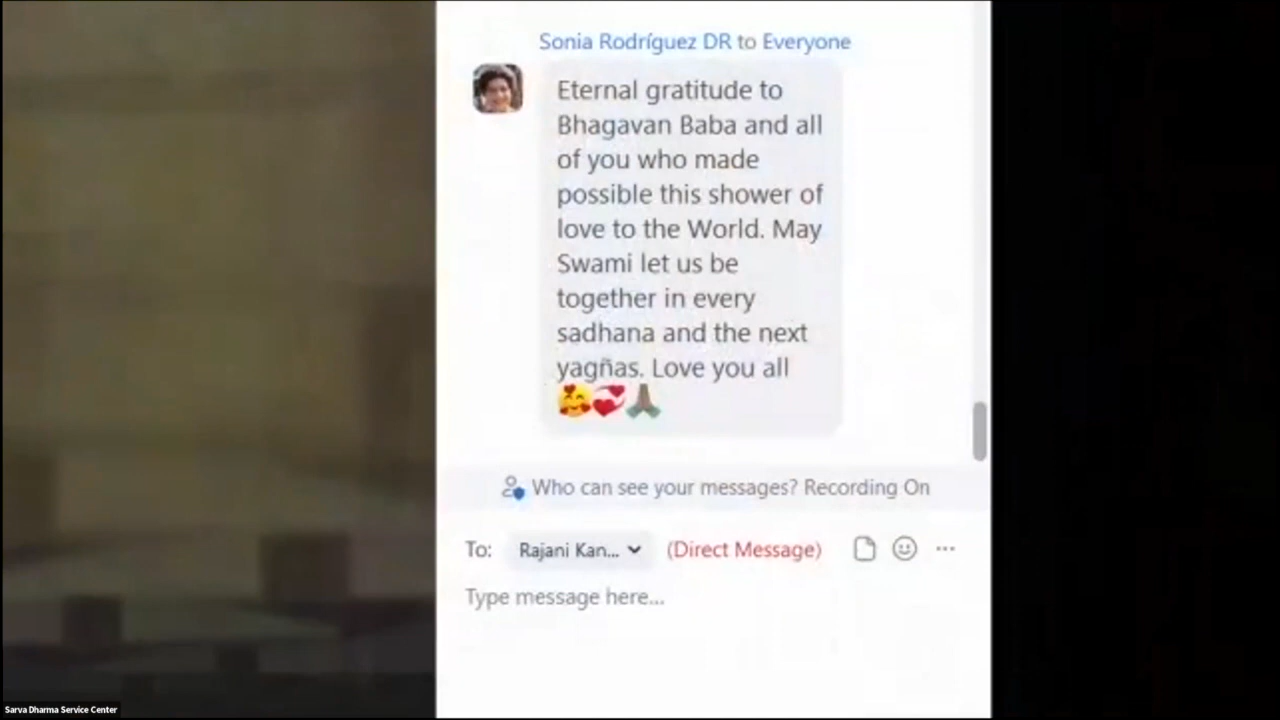 Sonia Rodríguez DR to Everyone
Eternal gratitude to
Bhagavan Baba and all
of you who made
possible this shower of
love to the World. May
Swami let us be
together in every
sadhana and the next
yagñas. Love you all
🥰💞🙏🏽
Who can see your messages? Recording On
To: Rajani Kan... (Direct Message)
Type message here...
Sarva Dharma Service Center